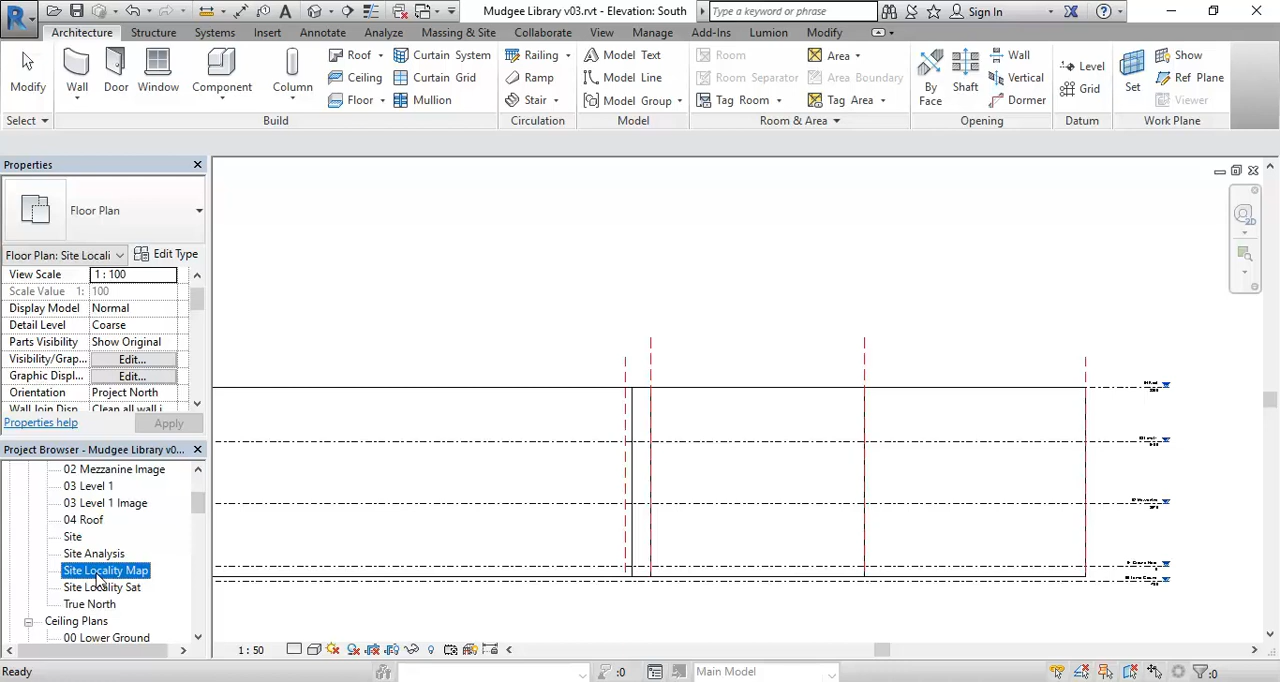 Mudgee Library v03.rvt - Elevation: South
Type a keyword or phrase
Sign In
Architecture Structure Systems Insert Annotate Analyze Massing & Site Collaborate View Manage Add-Ins Lumion Modify
Modify
Wall
Door
Window
Component
Column
Roof
Ceiling
Floor
Curtain System
Curtain Grid
Mullion
Railing
Ramp
Stair
Model Text
Model Line
Model Group
Room
Room Separator
Tag Room
Area
Area Boundary
Tag Area
By Face
Shaft
Wall
Vertical
Dormer
Level
Grid
Set
Show
Ref Plane
Viewer
Select Build Circulation Model Room & Area Opening Datum Work Plane
Properties
Floor Plan
Floor Plan: Site Locali
Edit Type
View Scale 1 : 100
Scale Value 1: 100
Display Model Normal
Detail Level Coarse
Parts Visibility Show Original
Visibility/Grap... Edit...
Graphic Displ... Edit...
Orientation Project North
Wall Join Disp Clean all wall j
Properties help
Apply
Project Browser - Mudgee Library v0...
02 Mezzanine Image
03 Level 1
03 Level 1 Image
04 Roof
Site
Site Analysis
Site Locality Map
Site Locality Sat
True North
Ceiling Plans
00 Lower Ground
2D
1 : 50
Ready
:0
Main Model
:0